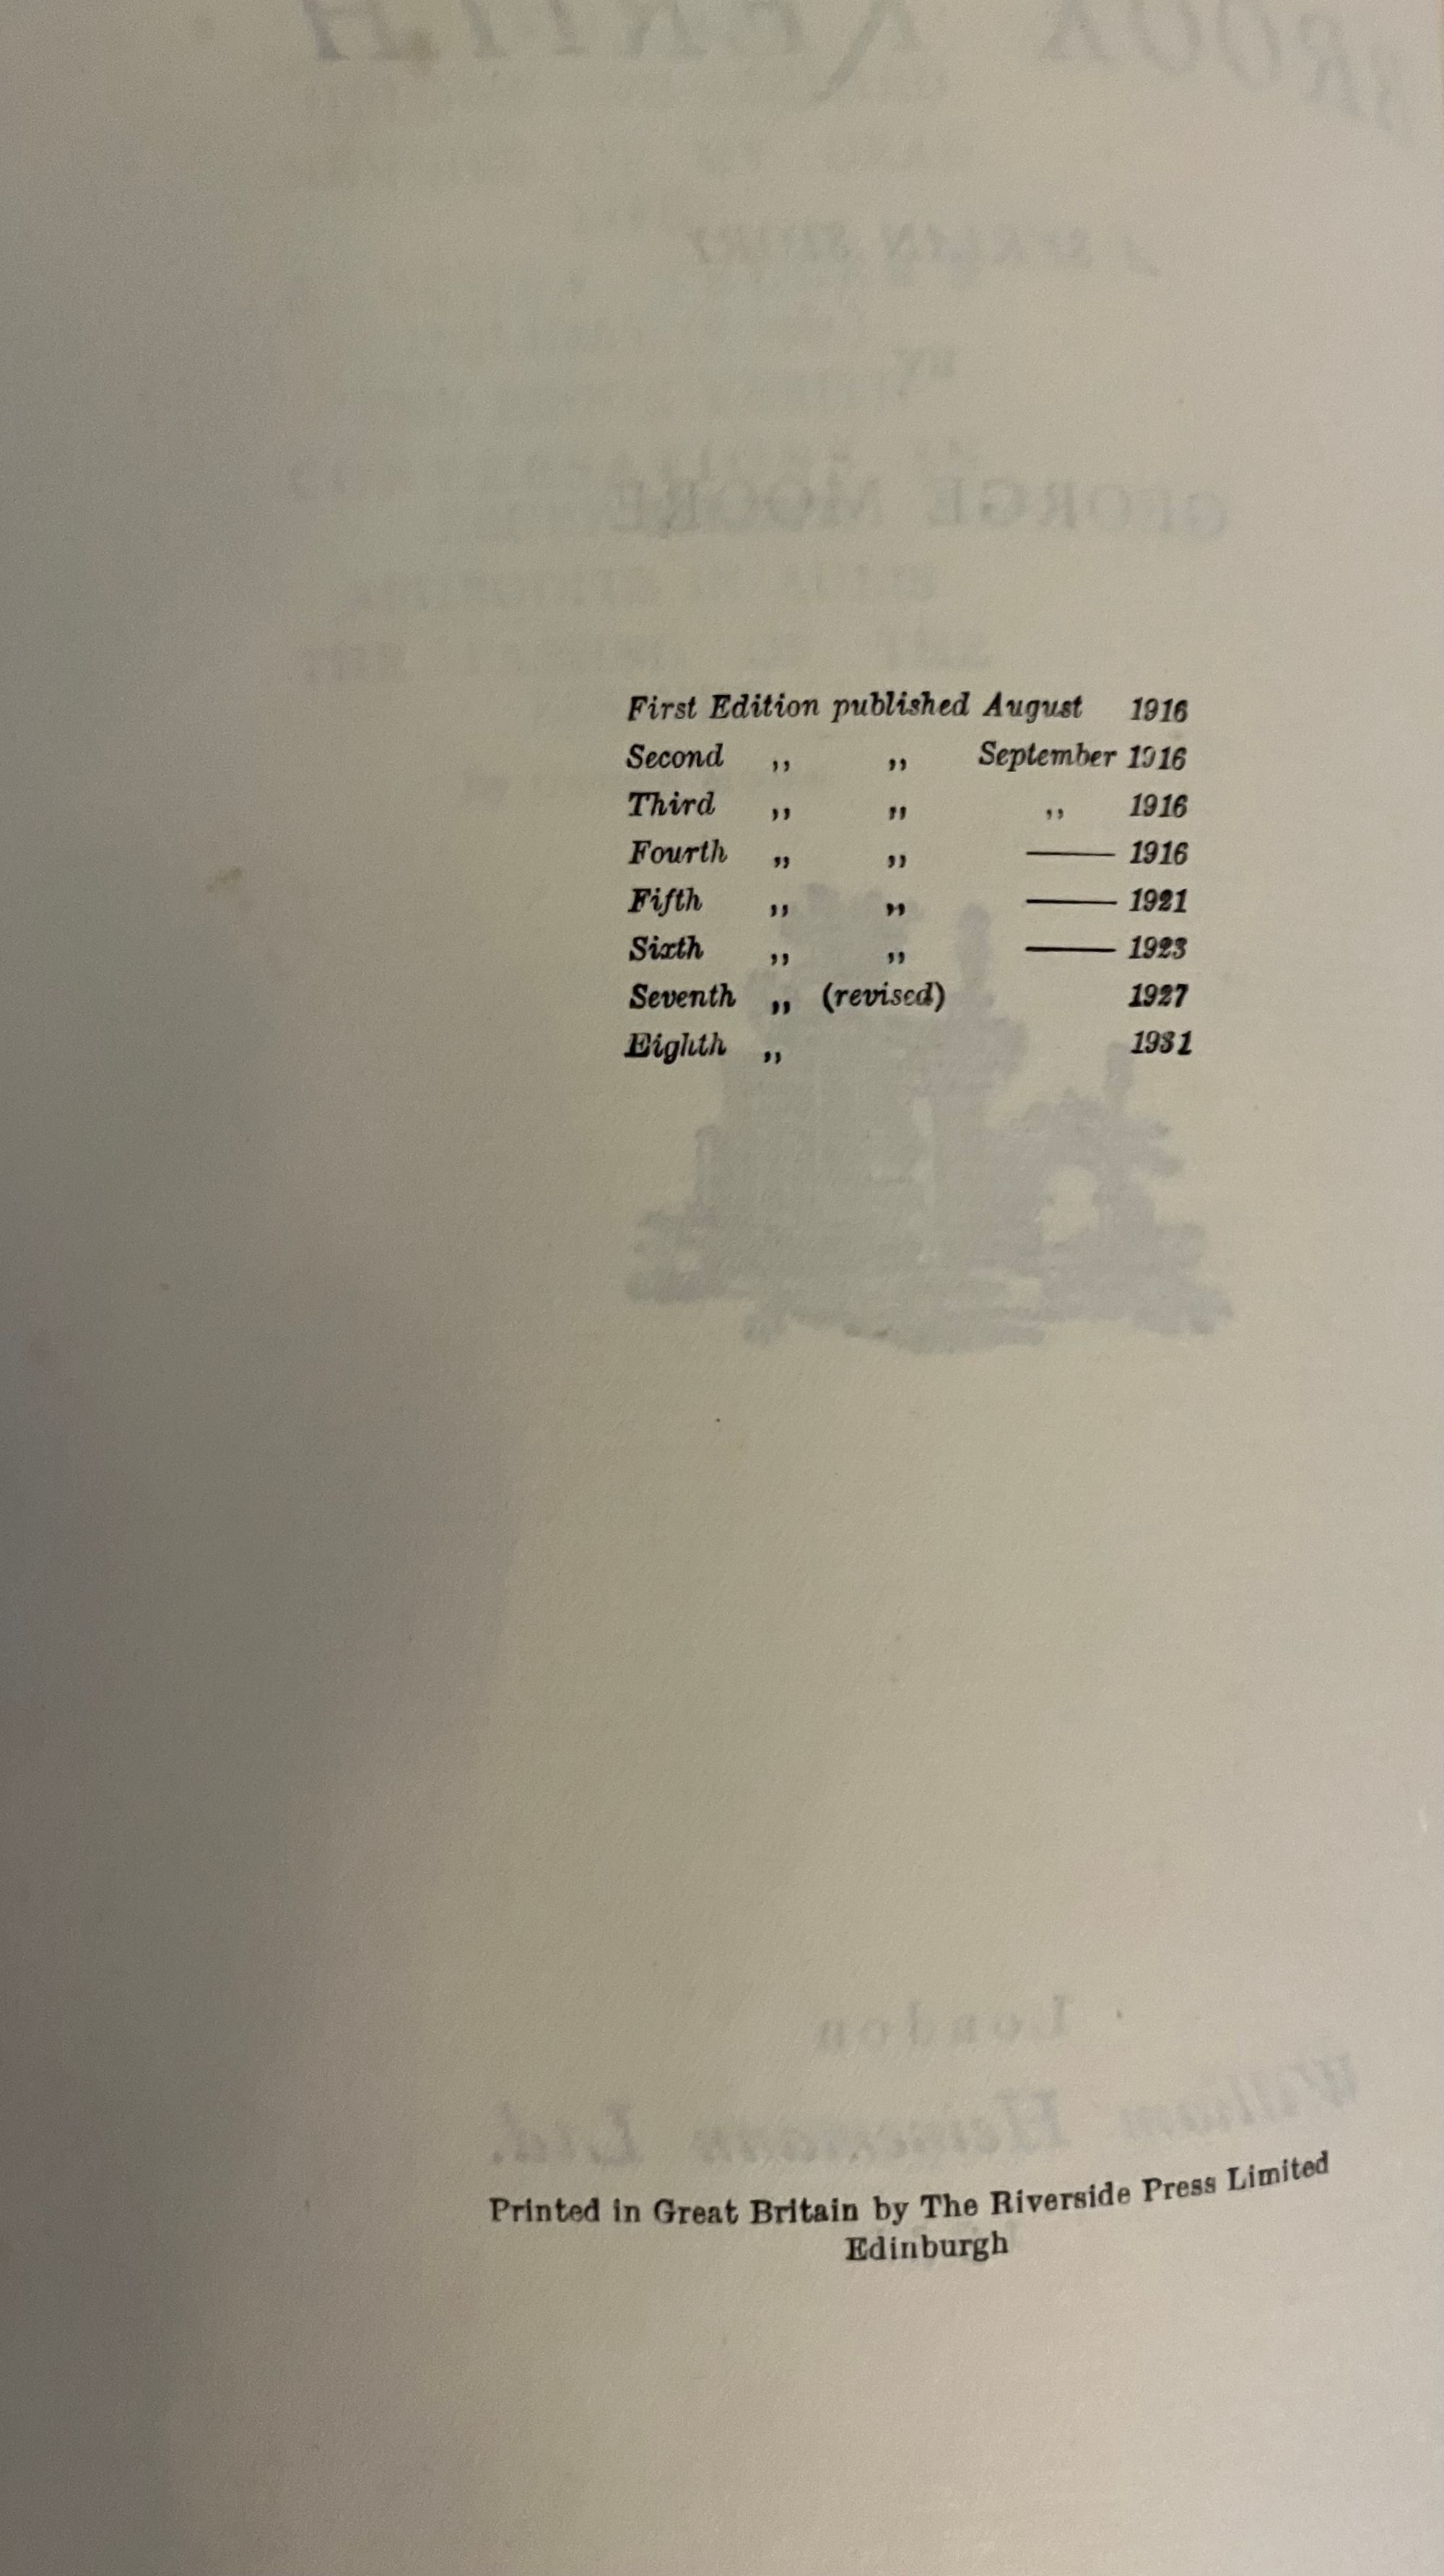 First Edition published August 1916
Second ,, ,, September 1916
Third ,, ,, ,, 1916
Fourth ,, ,, —— 1916
Fifth ,, ,, —— 1921
Sixth ,, ,, —— 1923
Seventh ,, (revised) 1927
Eighth ,, 1931
Printed in Great Britain by The Riverside Press Limited
Edinburgh